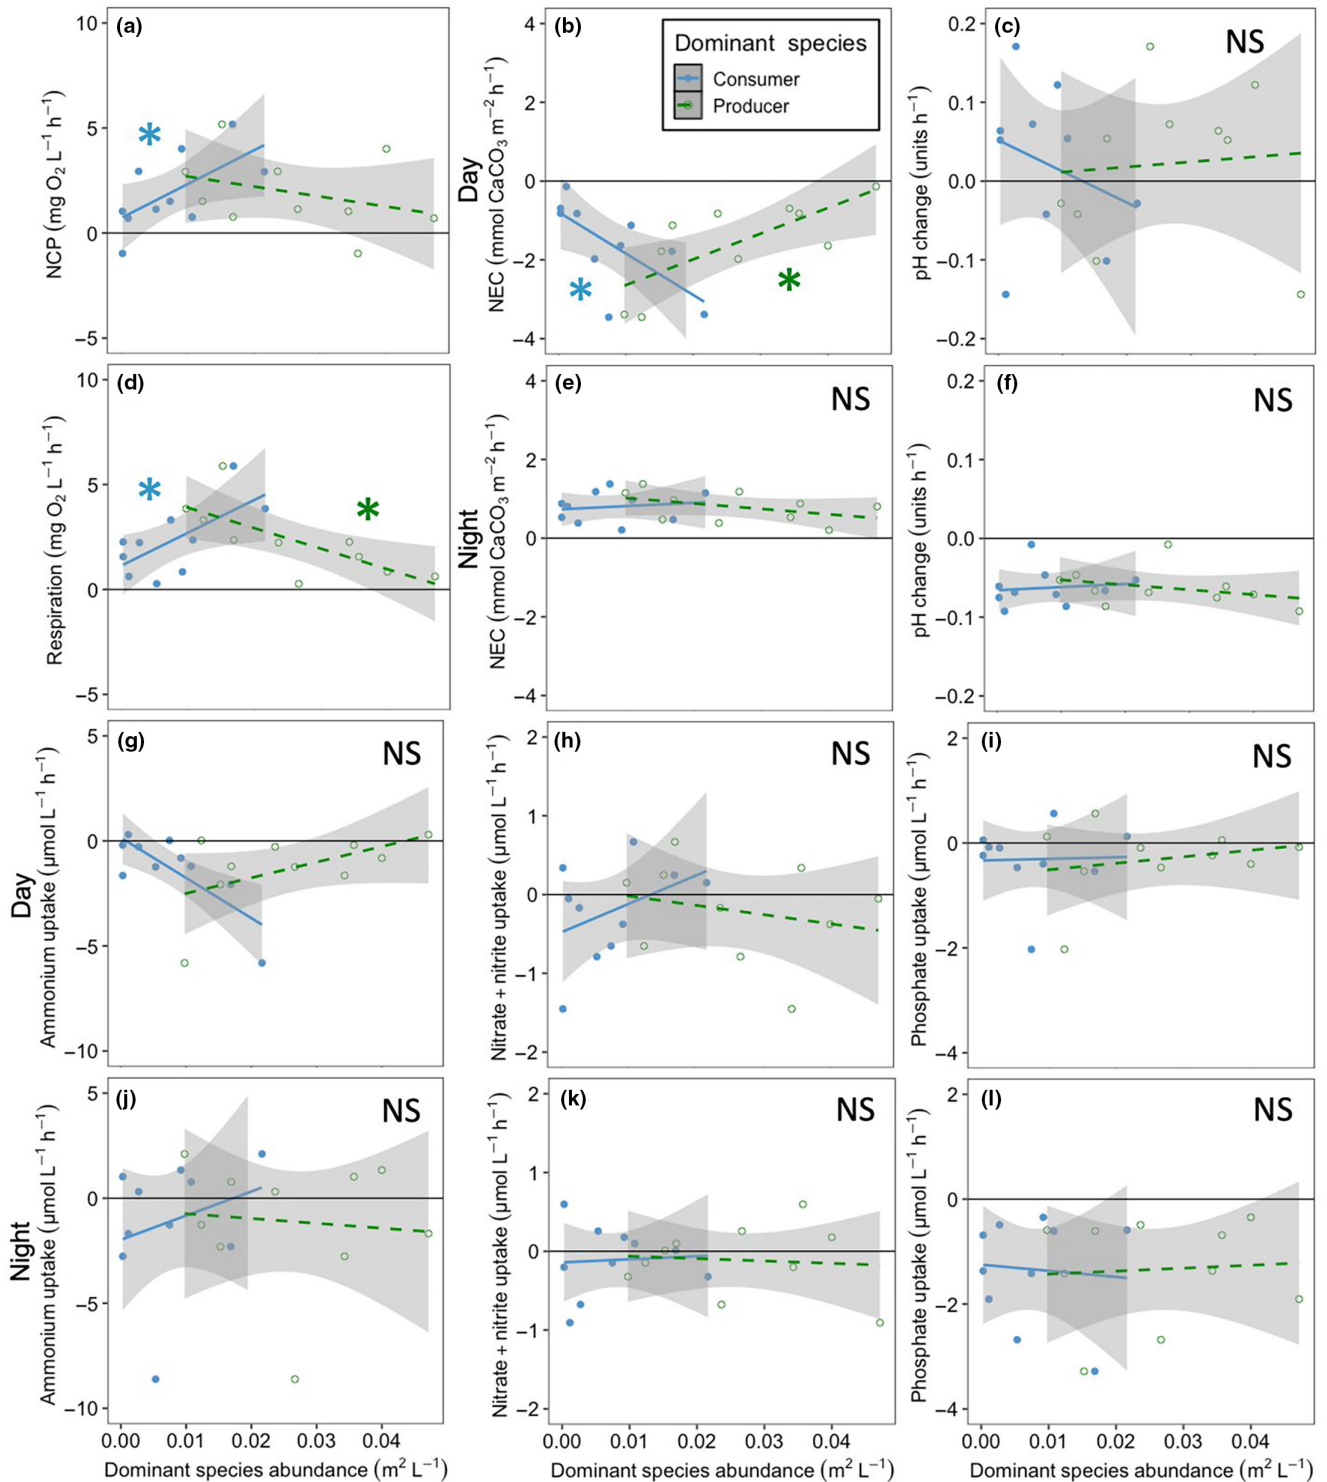 (a)
10
5
0
−5
NCP (mg O2 L−1 h−1)
*
(b)
4
2
0
−2
−4
Day
NEC (mmol CaCO3 m−2 h−1)
Dominant species
Consumer
Producer
*
*
(c)
NS
0.2
0.1
0.0
−0.1
−0.2
pH change (units h−1)
(d)
10
5
0
−5
Respiration (mg O2 L−1 h−1)
*
*
(e)
NS
4
2
0
−2
−4
Night
NEC (mmol CaCO3 m−2 h−1)
(f)
NS
0.2
0.1
0.0
−0.1
−0.2
pH change (units h−1)
(g)
NS
5
0
−5
−10
Day
Ammonium uptake (μmol L−1 h−1)
(h)
NS
2
1
0
−1
−2
Nitrate + nitrite uptake (μmol L−1 h−1)
(i)
NS
2
0
−2
−4
Phosphate uptake (μmol L−1 h−1)
(j)
NS
5
0
−5
−10
Night
Ammonium uptake (μmol L−1 h−1)
0.00 0.01 0.02 0.03 0.04
Dominant species abundance (m2 L−1)
(k)
NS
2
1
0
−1
−2
Nitrate + nitrite uptake (μmol L−1 h−1)
0.00 0.01 0.02 0.03 0.04
Dominant species abundance (m2 L−1)
(l)
NS
2
0
−2
−4
Phosphate uptake (μmol L−1 h−1)
0.00 0.01 0.02 0.03 0.04
Dominant species abundance (m2 L−1)